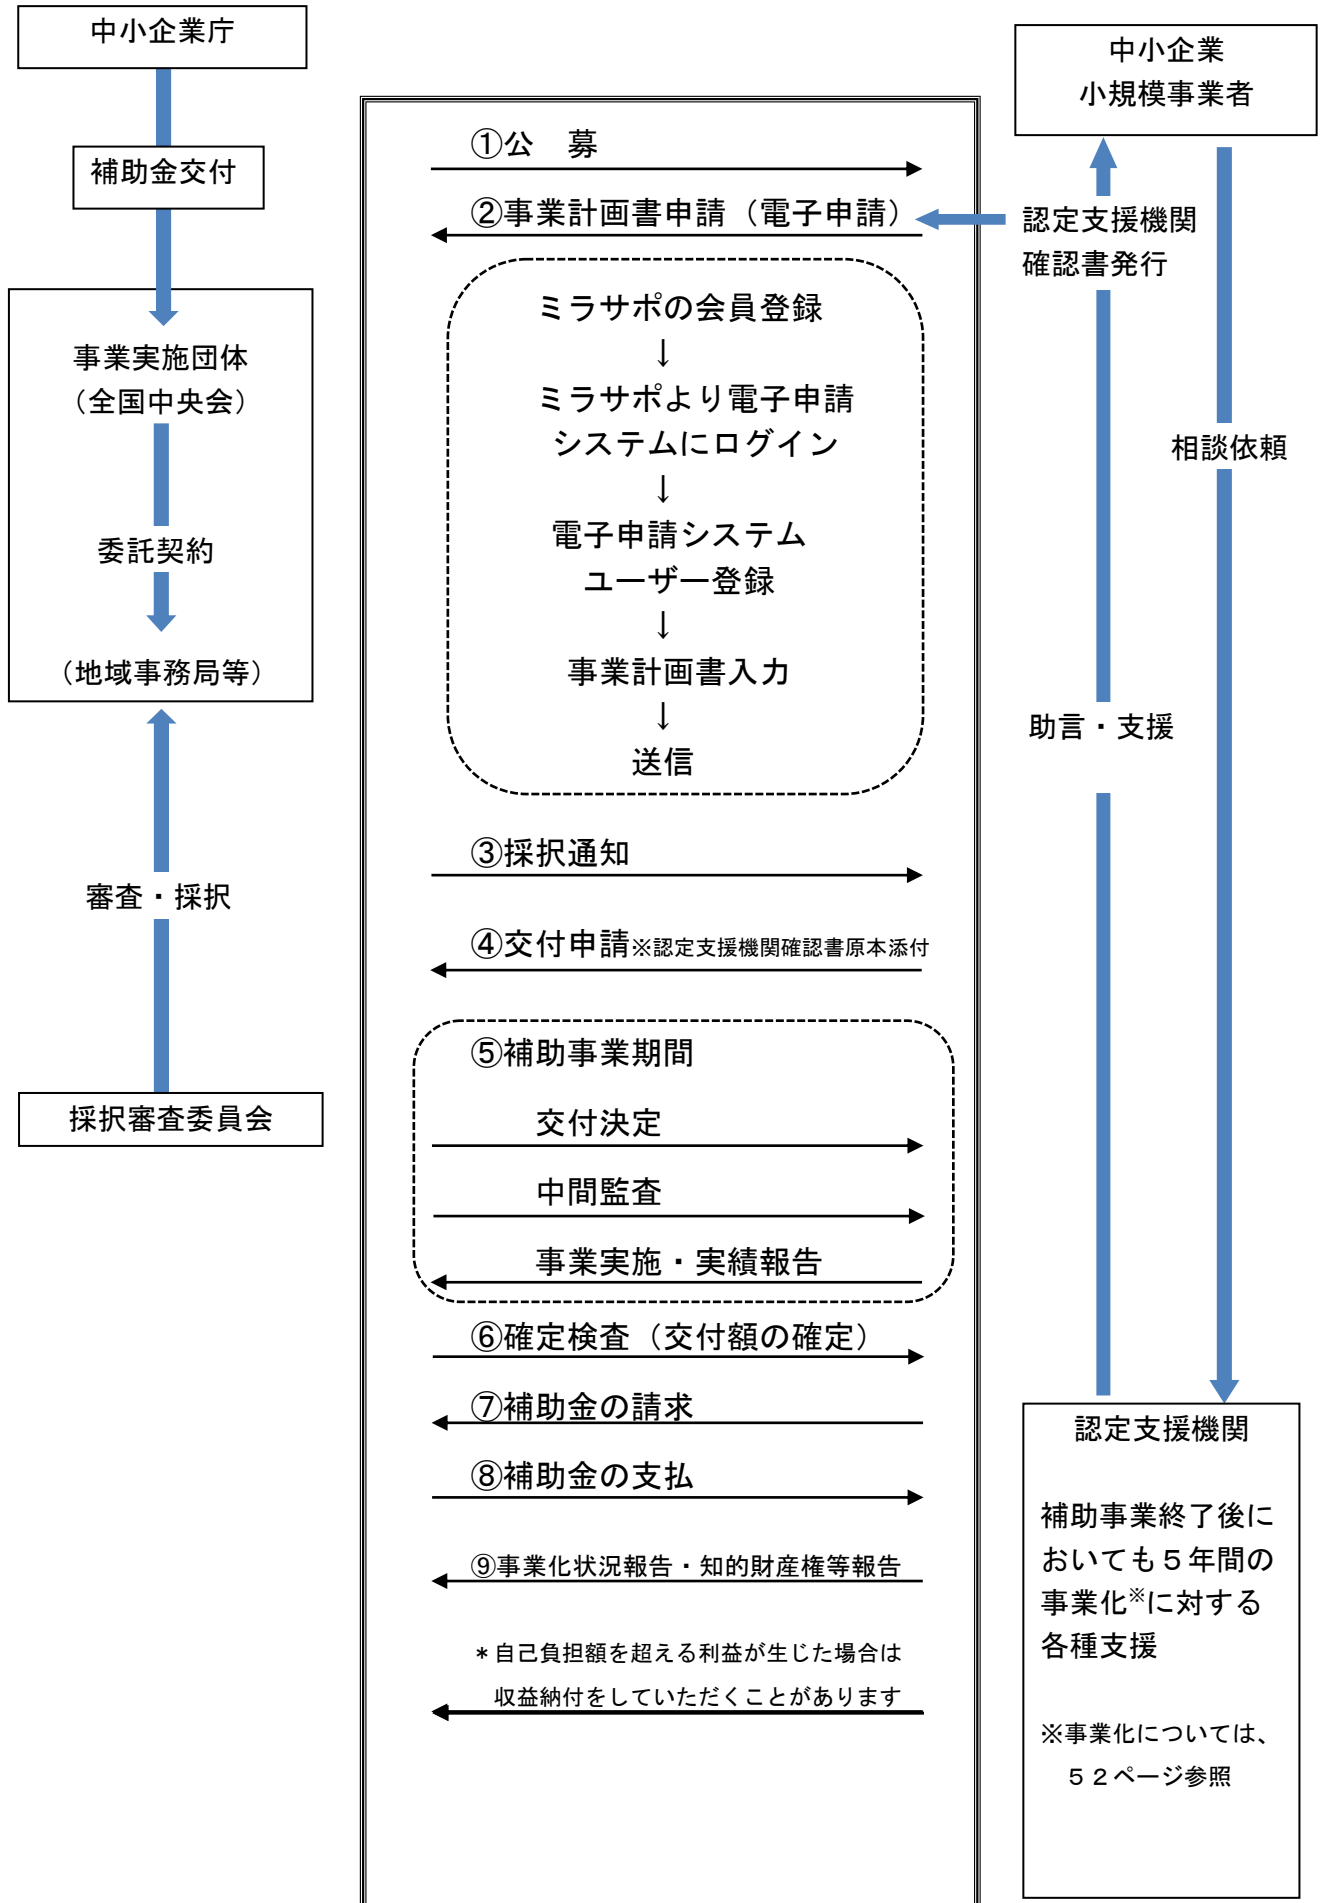 中小企業庁
補助金交付
事業実施団体
（全国中央会）
委託契約
（地域事務局等）
審査・採択
採択審査委員会
①公　募
②事業計画書申請（電子申請）
ミラサポの会員登録
↓
ミラサポより電子申請
システムにログイン
↓
電子申請システム
ユーザー登録
↓
事業計画書入力
↓
送信
③採択通知
④交付申請※認定支援機関確認書原本添付
⑤補助事業期間
交付決定
中間監査
事業実施・実績報告
⑥確定検査（交付額の確定）
⑦補助金の請求
⑧補助金の支払
⑨事業化状況報告・知的財産権等報告
＊自己負担額を超える利益が生じた場合は
収益納付をしていただくことがあります
中小企業
小規模事業者
認定支援機関
確認書発行
相談依頼
助言・支援
認定支援機関
補助事業終了後に
おいても５年間の
事業化※に対する
各種支援
※事業化については、
５２ページ参照